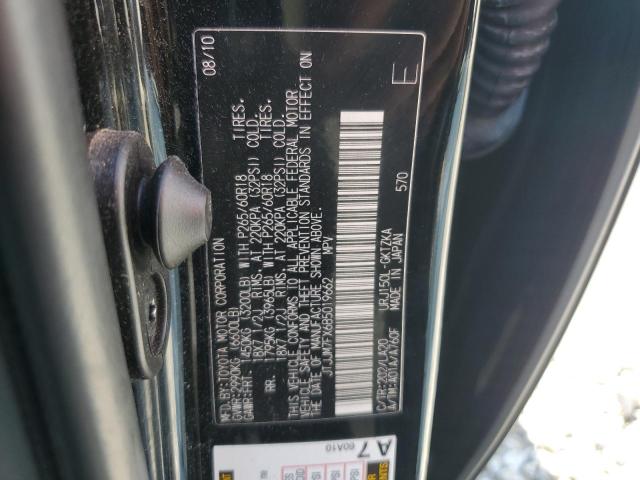 MFD.BY:TOYOTA MOTOR CORPORATION 08/10
GVWR:2990KG (6600LB)
GAWR:FRT. 1450KG (3200LB) WITH P265/60R18 TIRES,
18X7 1/2J RIMS, AT 220KPA (32PSI) COLD.
RR. 1795KG (3965LB) WITH P265/60R18 TIRES,
18X7 1/2J RIMS, AT 220KPA (32PSI) COLD.
THIS VEHICLE CONFORMS TO ALL APPLICABLE FEDERAL MOTOR
VEHICLE SAFETY AND THEFT PREVENTION STANDARDS IN EFFECT ON
THE DATE OF MANUFACTURE SHOWN ABOVE.
JTJJM7FX6B5019662 MPV
E
570
C/TR:202/LA20 URJ150L-GKTZKA
MADE IN JAPAN
A7
60A10